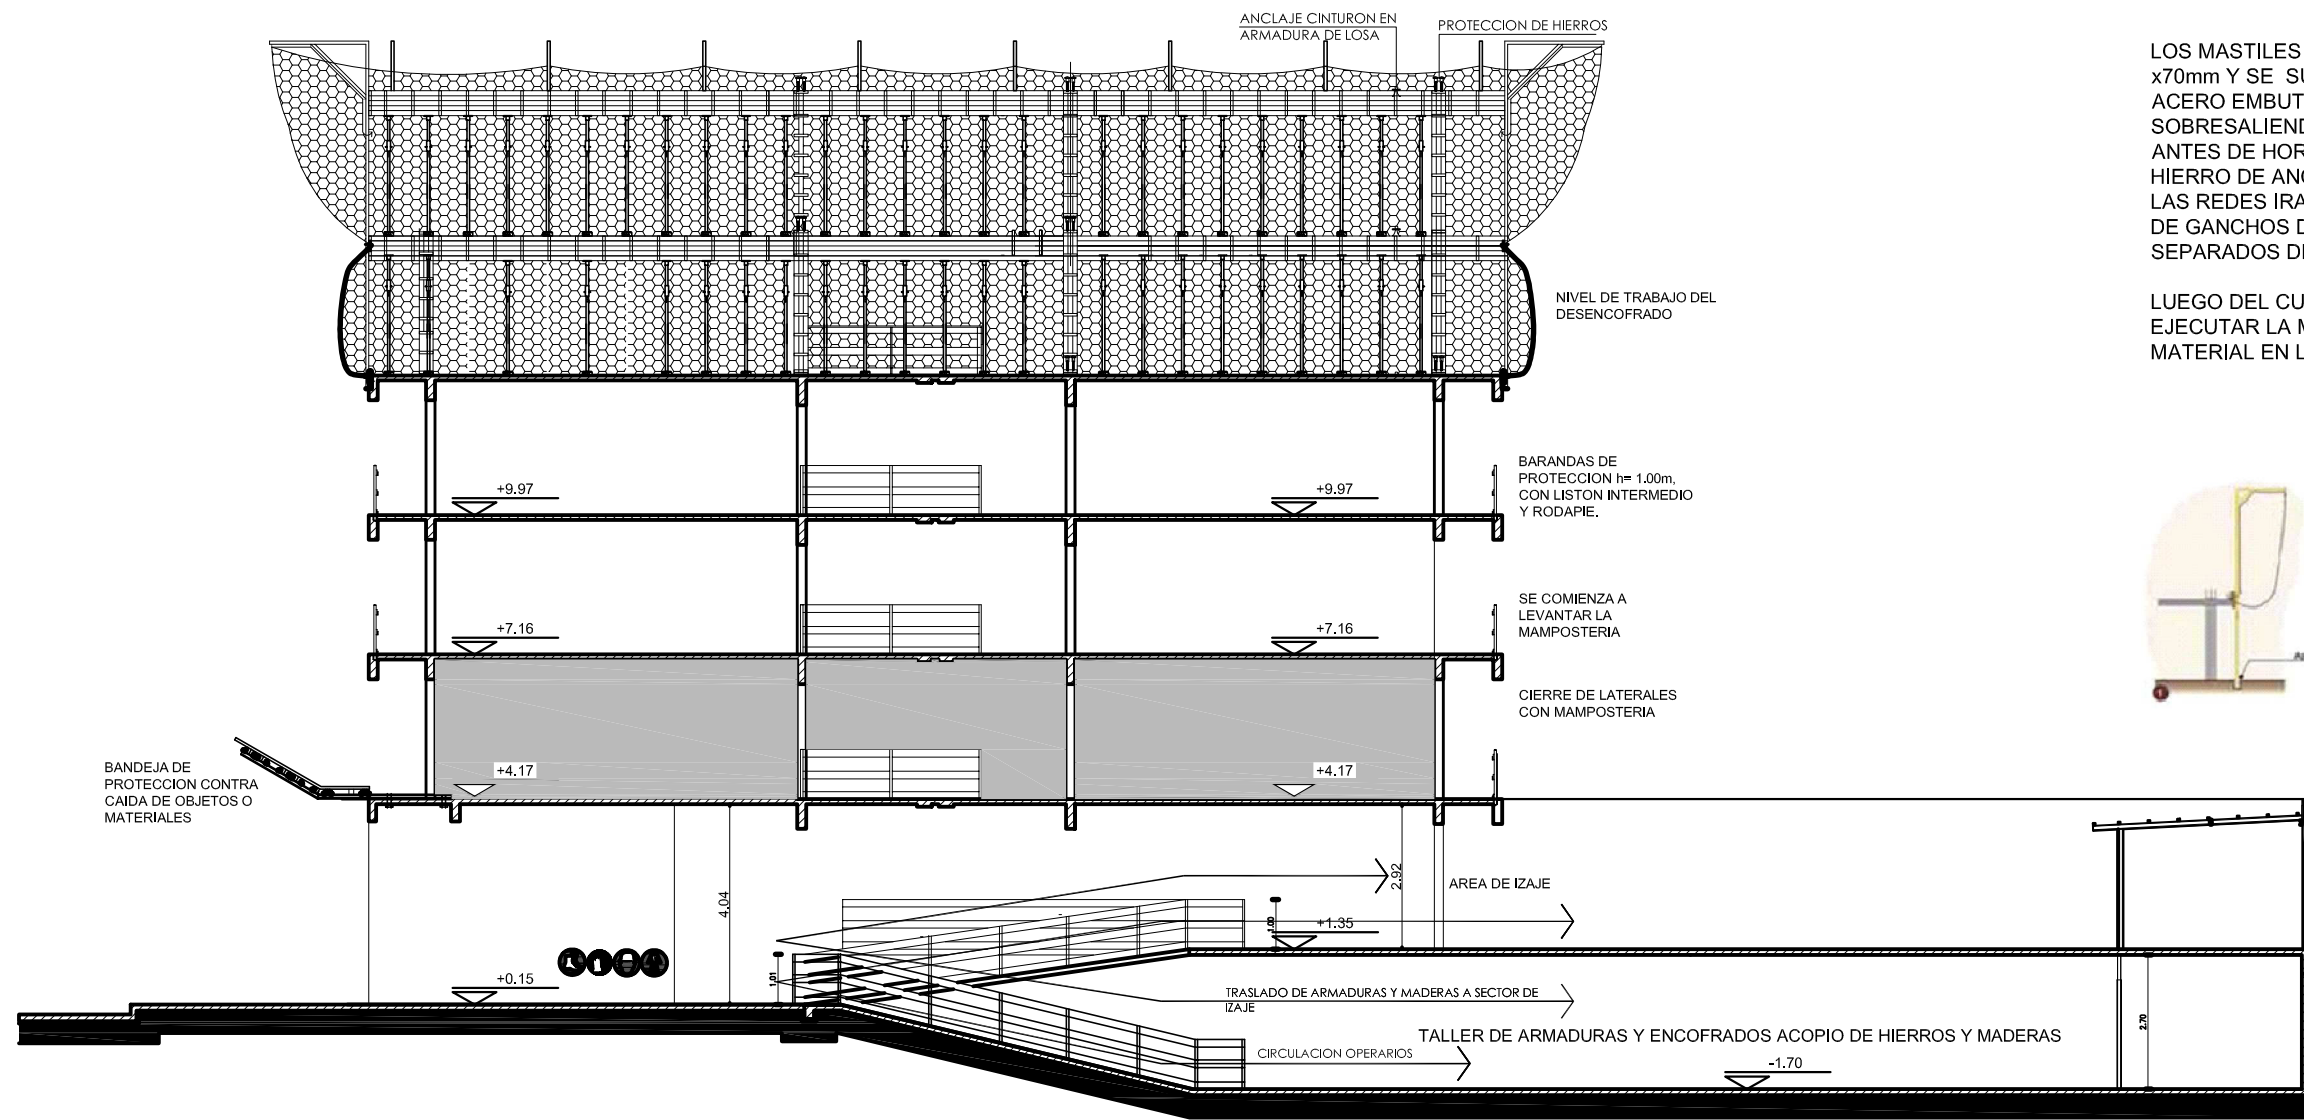 ANCLAJE CINTURON EN
ARMADURA DE LOSA
PROTECCION DE HIERROS
LOS MASTILES
x70mm Y SE SU
ACERO EMBUT
SOBRESALIEND
ANTES DE HOR
HIERRO DE ANC
LAS REDES IRA
DE GANCHOS D
SEPARADOS DE
LUEGO DEL CU
EJECUTAR LA M
MATERIAL EN L
NIVEL DE TRABAJO DEL
DESENCOFRADO
BARANDAS DE
PROTECCION h= 1.00m,
CON LISTON INTERMEDIO
Y RODAPIE.
+9.97
+9.97
SE COMIENZA A
LEVANTAR LA
MAMPOSTERIA
+7.16
+7.16
CIERRE DE LATERALES
CON MAMPOSTERIA
1
BANDEJA DE
PROTECCION CONTRA
CAIDA DE OBJETOS O
MATERIALES
+4.17
+4.17
4.04
2.92
AREA DE IZAJE
1.00
+1.35
1.01
+0.15
TRASLADO DE ARMADURAS Y MADERAS A SECTOR DE
IZAJE
2.70
TALLER DE ARMADURAS Y ENCOFRADOS ACOPIO DE HIERROS Y MADERAS
CIRCULACION OPERARIOS
-1.70